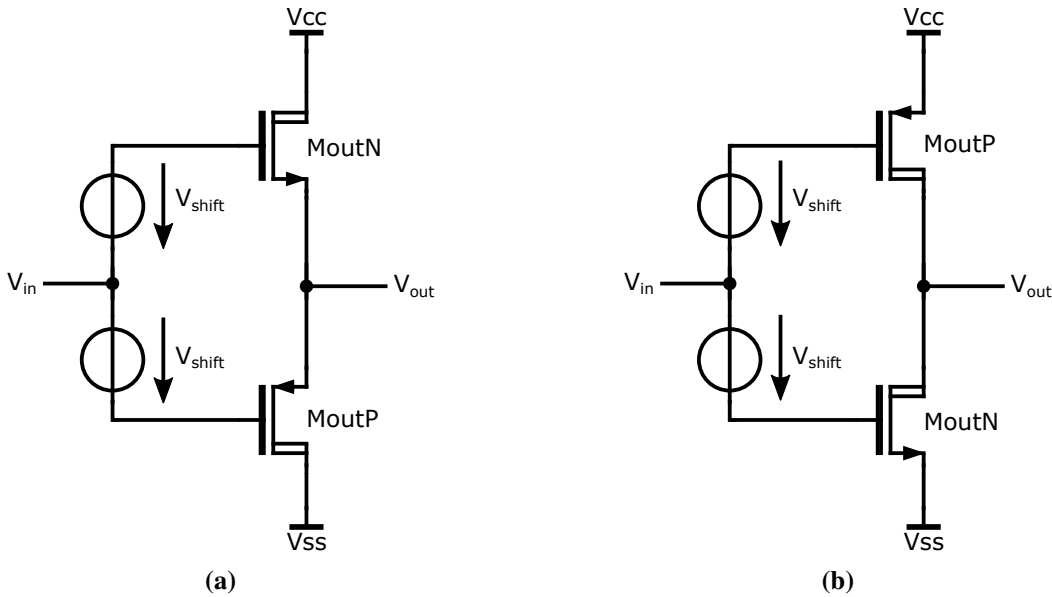 Vcc
MoutN
Vshift
Vin
Vout
Vshift
MoutP
Vss
(a)
Vcc
MoutP
Vshift
Vin
Vout
Vshift
MoutN
Vss
(b)